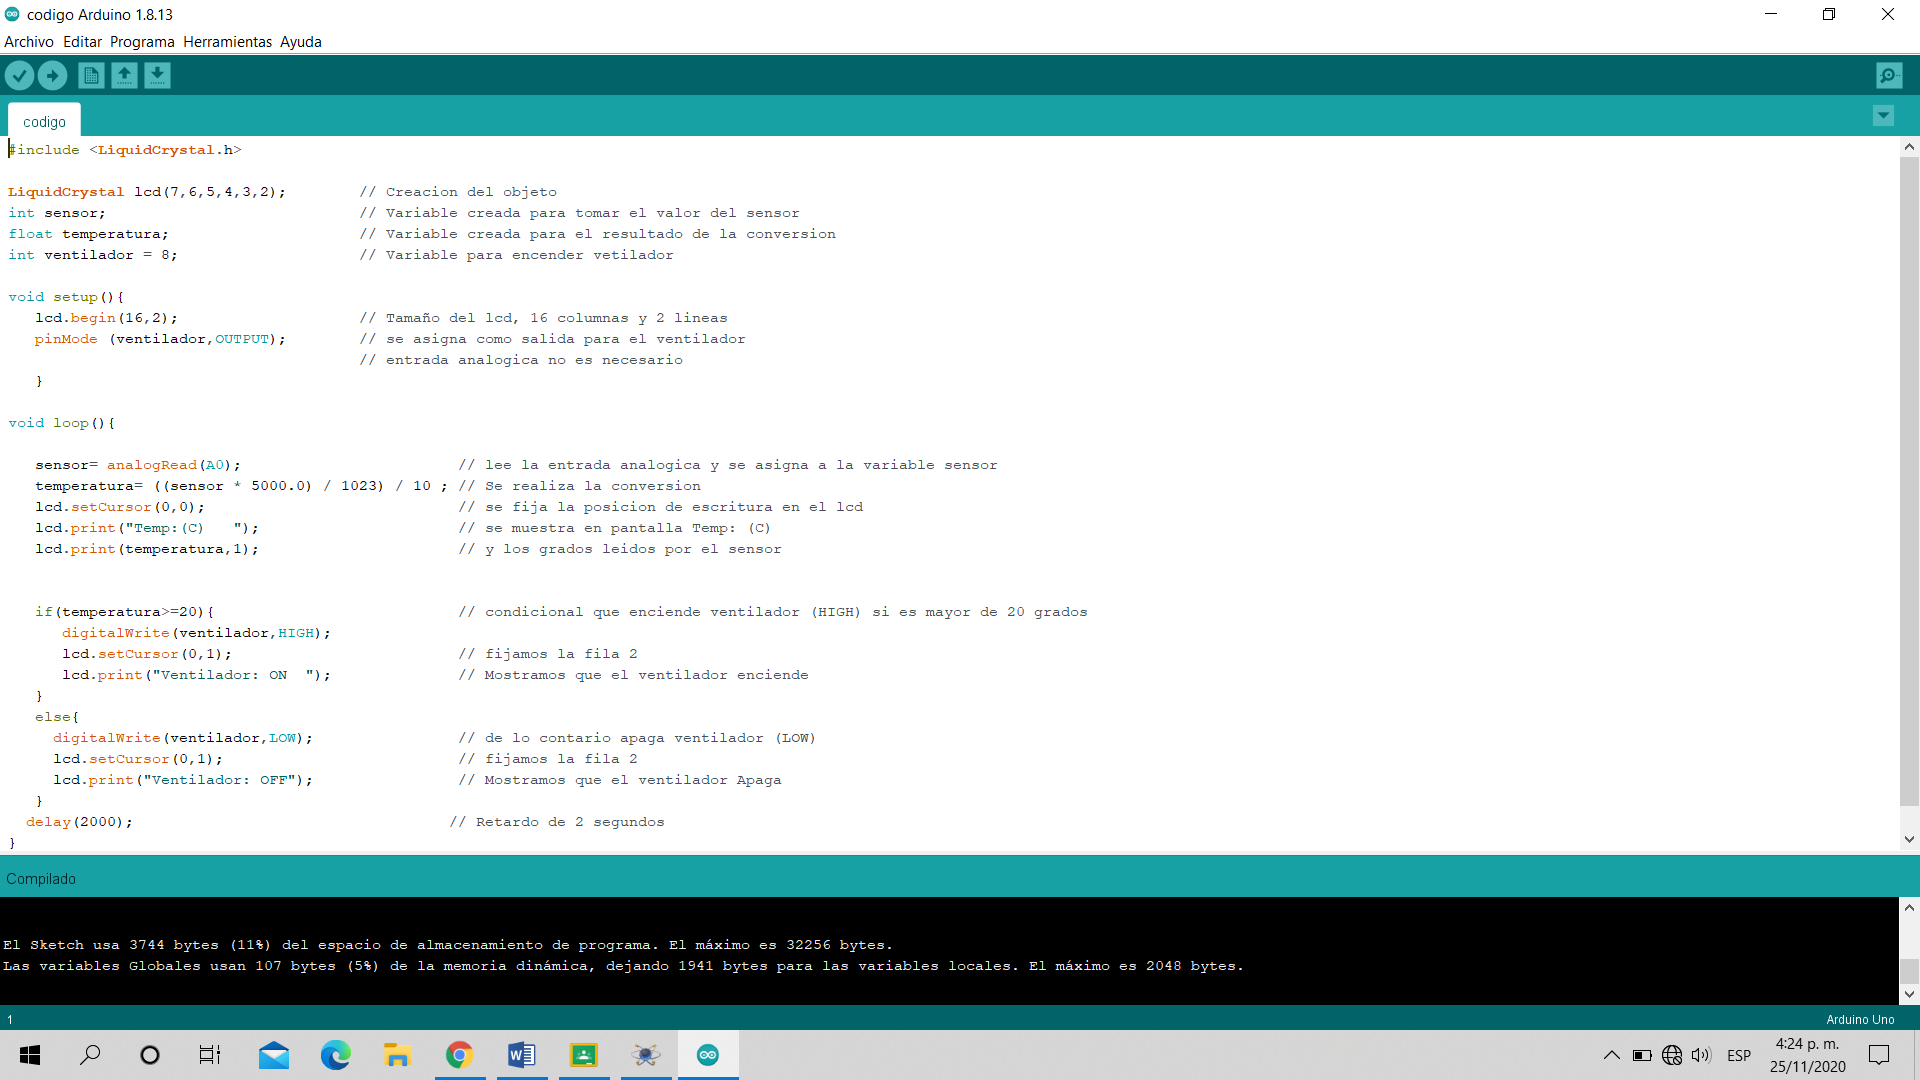 codigo Arduino 1.8.13
Archivo Editar Programa Herramientas Ayuda
codigo
#include <LiquidCrystal.h>
LiquidCrystal lcd(7,6,5,4,3,2); // Creacion del objeto
int sensor; // Variable creada para tomar el valor del sensor
float temperatura; // Variable creada para el resultado de la conversion
int ventilador = 8; // Variable para encender vetilador
void setup(){
lcd.begin(16,2); // Tamaño del lcd, 16 columnas y 2 lineas
pinMode (ventilador,OUTPUT); // se asigna como salida para el ventilador
// entrada analogica no es necesario
}
void loop(){
sensor= analogRead(A0); // lee la entrada analogica y se asigna a la variable sensor
temperatura= ((sensor * 5000.0) / 1023) / 10 ; // Se realiza la conversion
lcd.setCursor(0,0); // se fija la posicion de escritura en el lcd
lcd.print("Temp:(C)   "); // se muestra en pantalla Temp: (C)
lcd.print(temperatura,1); // y los grados leidos por el sensor
if(temperatura>=20){ // condicional que enciende ventilador (HIGH) si es mayor de 20 grados
digitalWrite(ventilador,HIGH);
lcd.setCursor(0,1); // fijamos la fila 2
lcd.print("Ventilador: ON  "); // Mostramos que el ventilador enciende
}
else{
digitalWrite(ventilador,LOW); // de lo contario apaga ventilador (LOW)
lcd.setCursor(0,1); // fijamos la fila 2
lcd.print("Ventilador: OFF"); // Mostramos que el ventilador Apaga
}
delay(2000); // Retardo de 2 segundos
}
Compilado
El Sketch usa 3744 bytes (11%) del espacio de almacenamiento de programa. El máximo es 32256 bytes.
Las variables Globales usan 107 bytes (5%) de la memoria dinámica, dejando 1941 bytes para las variables locales. El máximo es 2048 bytes.
1 Arduino Uno
ESP
4:24 p. m.
25/11/2020